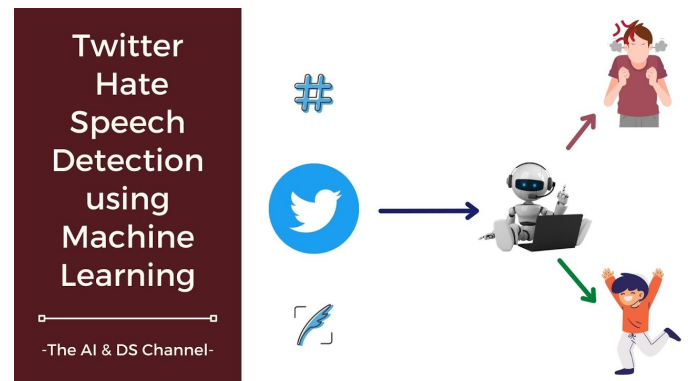 Twitter
Hate
Speech
Detection
using
Machine
Learning
-The AI & DS Channel-
#